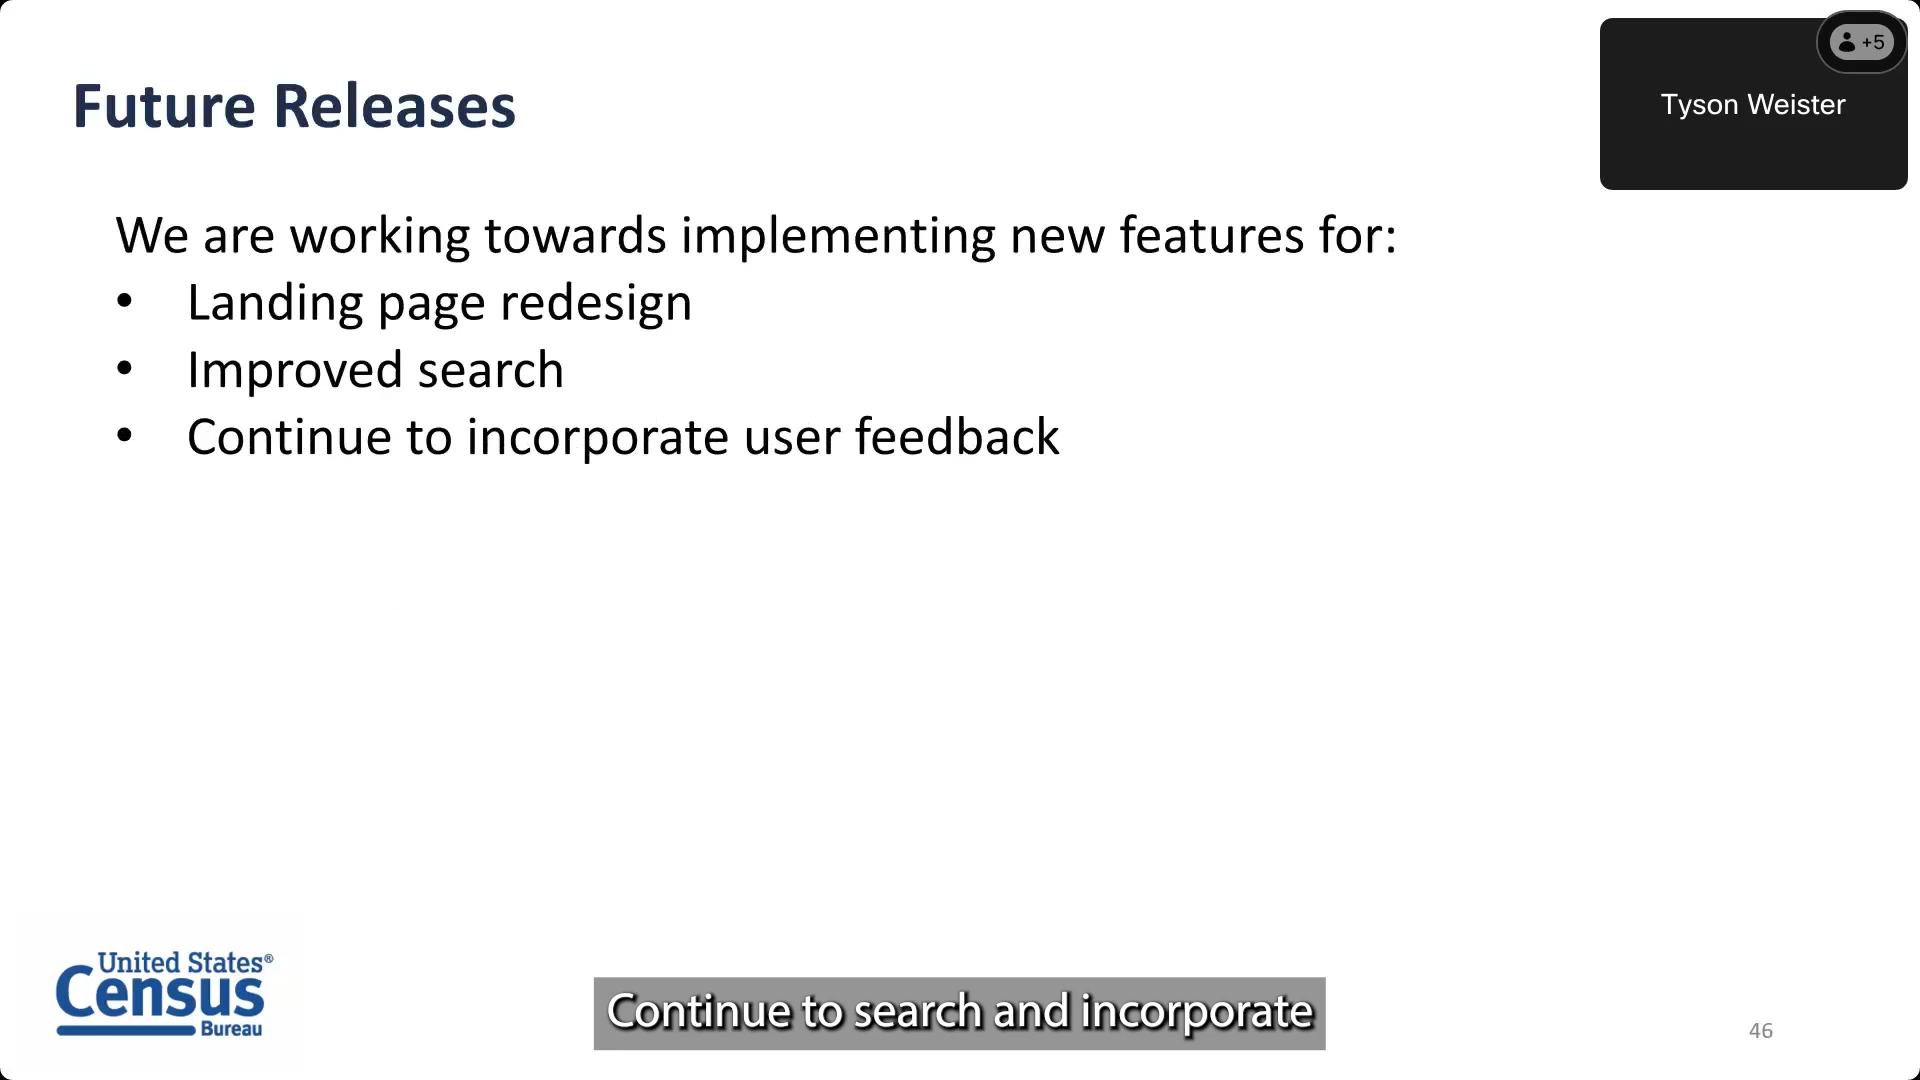 +5
Tyson Weister
Future Releases
We are working towards implementing new features for:
• Landing page redesign
• Improved search
• Continue to incorporate user feedback
United States®
Census
Bureau
Continue to search and incorporate
46